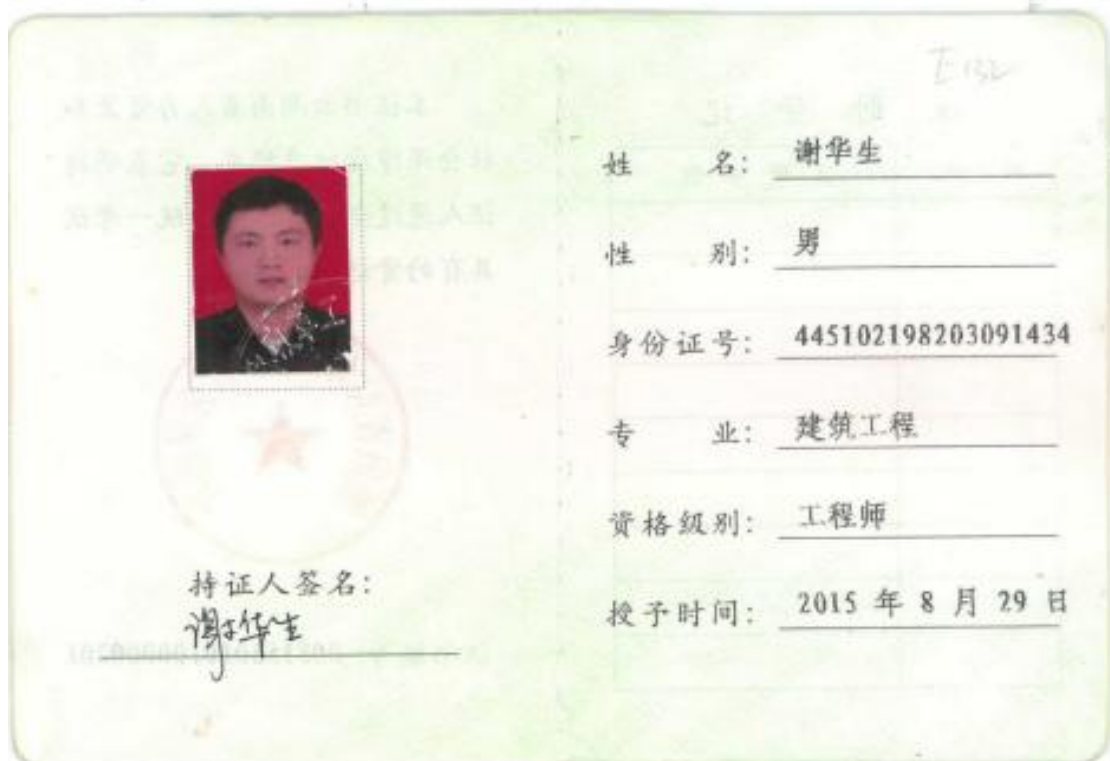 E132
姓 名: 谢华生
性 别: 男
身份证号: 445102198203091434
专 业: 建筑工程
资格级别: 工程师
授予时间: 2015 年 8 月 29 日
持证人签名:
谢华生